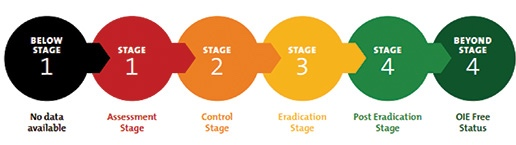 BELOW
STAGE
1
STAGE
1
STAGE
2
STAGE
3
STAGE
4
BEYOND
STAGE
4
No data
available
Assessment
Stage
Control
Stage
Eradication
Stage
Post Eradication
Stage
OIE Free
Status